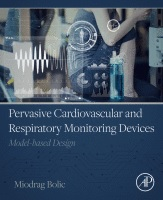 Pervasive Cardiovascular and
Respiratory Monitoring Devices
Model-based Design
Miodrag Bolic